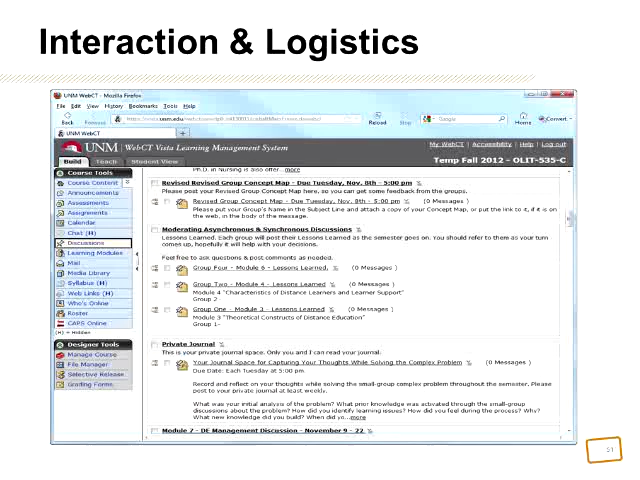 Interaction & Logistics
UNM WebCT - Mozilla Firefox
File Edit View History Bookmarks Tools Help
Back Reload Stop Google Home Convert
UNM WebCT
UNM WebCT Vista Learning Management System
My WebCT | Accessibility | Help | Log out
Build Teach Student View
Temp Fall 2012 - OLIT-535-C
Course Tools
Course Content
Announcements
Assessments
Assignments
Calendar
Chat (H)
Discussions
Learning Modules
Mail
Media Library
Syllabus (H)
Web Links (H)
Who's Online
Roster
CAPS Online
(H) = Hidden
Designer Tools
Manage Course
File Manager
Selective Release
Grading Forms
Ph.D. in Nursing is also offer...more
Revised Revised Group Concept Map - Due Tuesday, Nov. 8th - 5:00 pm
Please post your Revised Group Concept Map here, so you can get some feedback from the groups.
Revised Group Concept Map - Due Tuesday, Nov. 8th - 5:00 pm (0 Messages )
Please put your Group's Name in the Subject Line and attach a copy of your Concept Map, or put the link to it, if it is on
the web, in the body of the message.
Moderating Asynchronous & Synchronous Discussions
Lessons Learned. Each group will post their Lessons Learned as the semester goes on. You should refer to them as your turn
comes up, hopefully it will help with your decisions.
Feel free to ask questions & post comments as needed.
Group Four - Module 6 - Lessons Learned. (0 Messages )
Group Two - Module 4 - Lessons Learned (0 Messages )
Module 4 "Characteristics of Distance Learners and Learner Support"
Group 2
Group One - Module 3 - Lessons Learned (0 Messages )
Module 3 "Theoretical Constructs of Distance Education"
Group 1-
Private Journal
This is your private journal space. Only you and I can read your journal.
Your Journal Space for Capturing Your Thoughts While Solving the Complex Problem (0 Messages )
Due Date: Each Tuesday at 5:00 pm
Record and reflect on your thoughts while solving the small-group complex problem throughout the semester. Please
post to your private journal at least weekly.
What was your initial analysis of the problem? What prior knowledge was activated through the small-group
discussions about the problem? How did you identify learning issues? How did you feel during the process? Why?
What new knowledge did you build? When did yo...more
Module 7 - DE Management Discussion - November 9 - 22
51